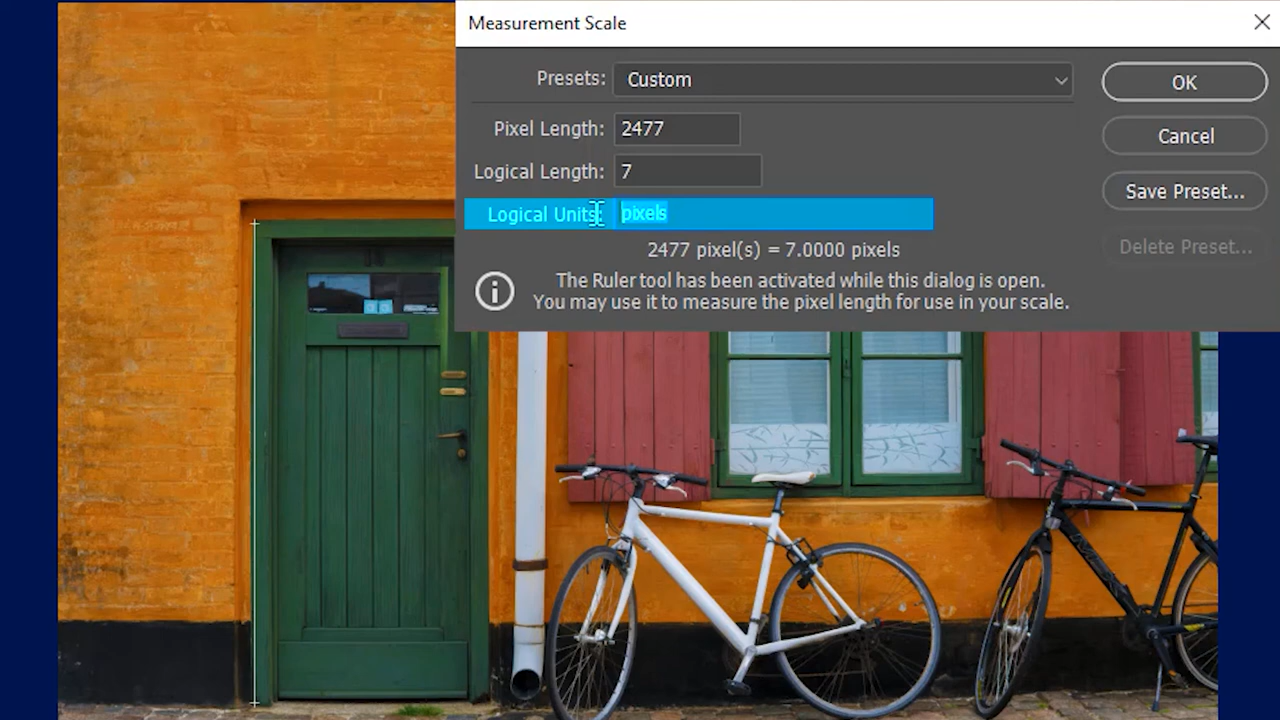 Measurement Scale
Presets: Custom
OK
Pixel Length: 2477
Cancel
Logical Length: 7
Save Preset...
Logical Units: pixels
2477 pixel(s) = 7.0000 pixels
Delete Preset...
The Ruler tool has been activated while this dialog is open.
You may use it to measure the pixel length for use in your scale.